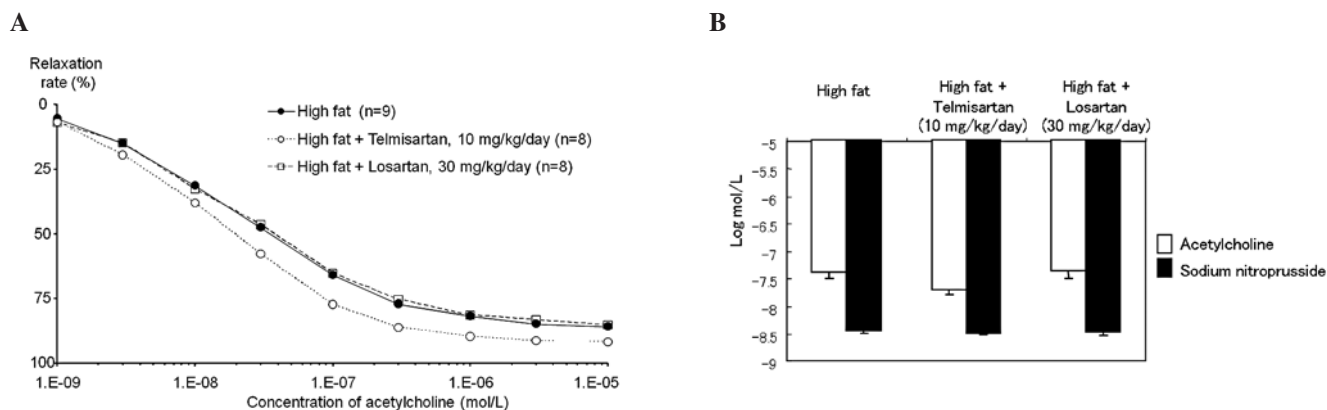 A
Relaxation
rate (%)
0
25
50
75
100
1.E-09
1.E-08
1.E-07
1.E-06
1.E-05
Concentration of acetylcholine (mol/L)
High fat (n=9)
High fat + Telmisartan, 10 mg/kg/day (n=8)
High fat + Losartan, 30 mg/kg/day (n=8)
B
High fat
High fat +
Telmisartan
(10 mg/kg/day)
High fat +
Losartan
(30 mg/kg/day)
Log mol/L
-5
-5.5
-6
-6.5
-7
-7.5
-8
-8.5
-9
Acetylcholine
Sodium nitroprusside